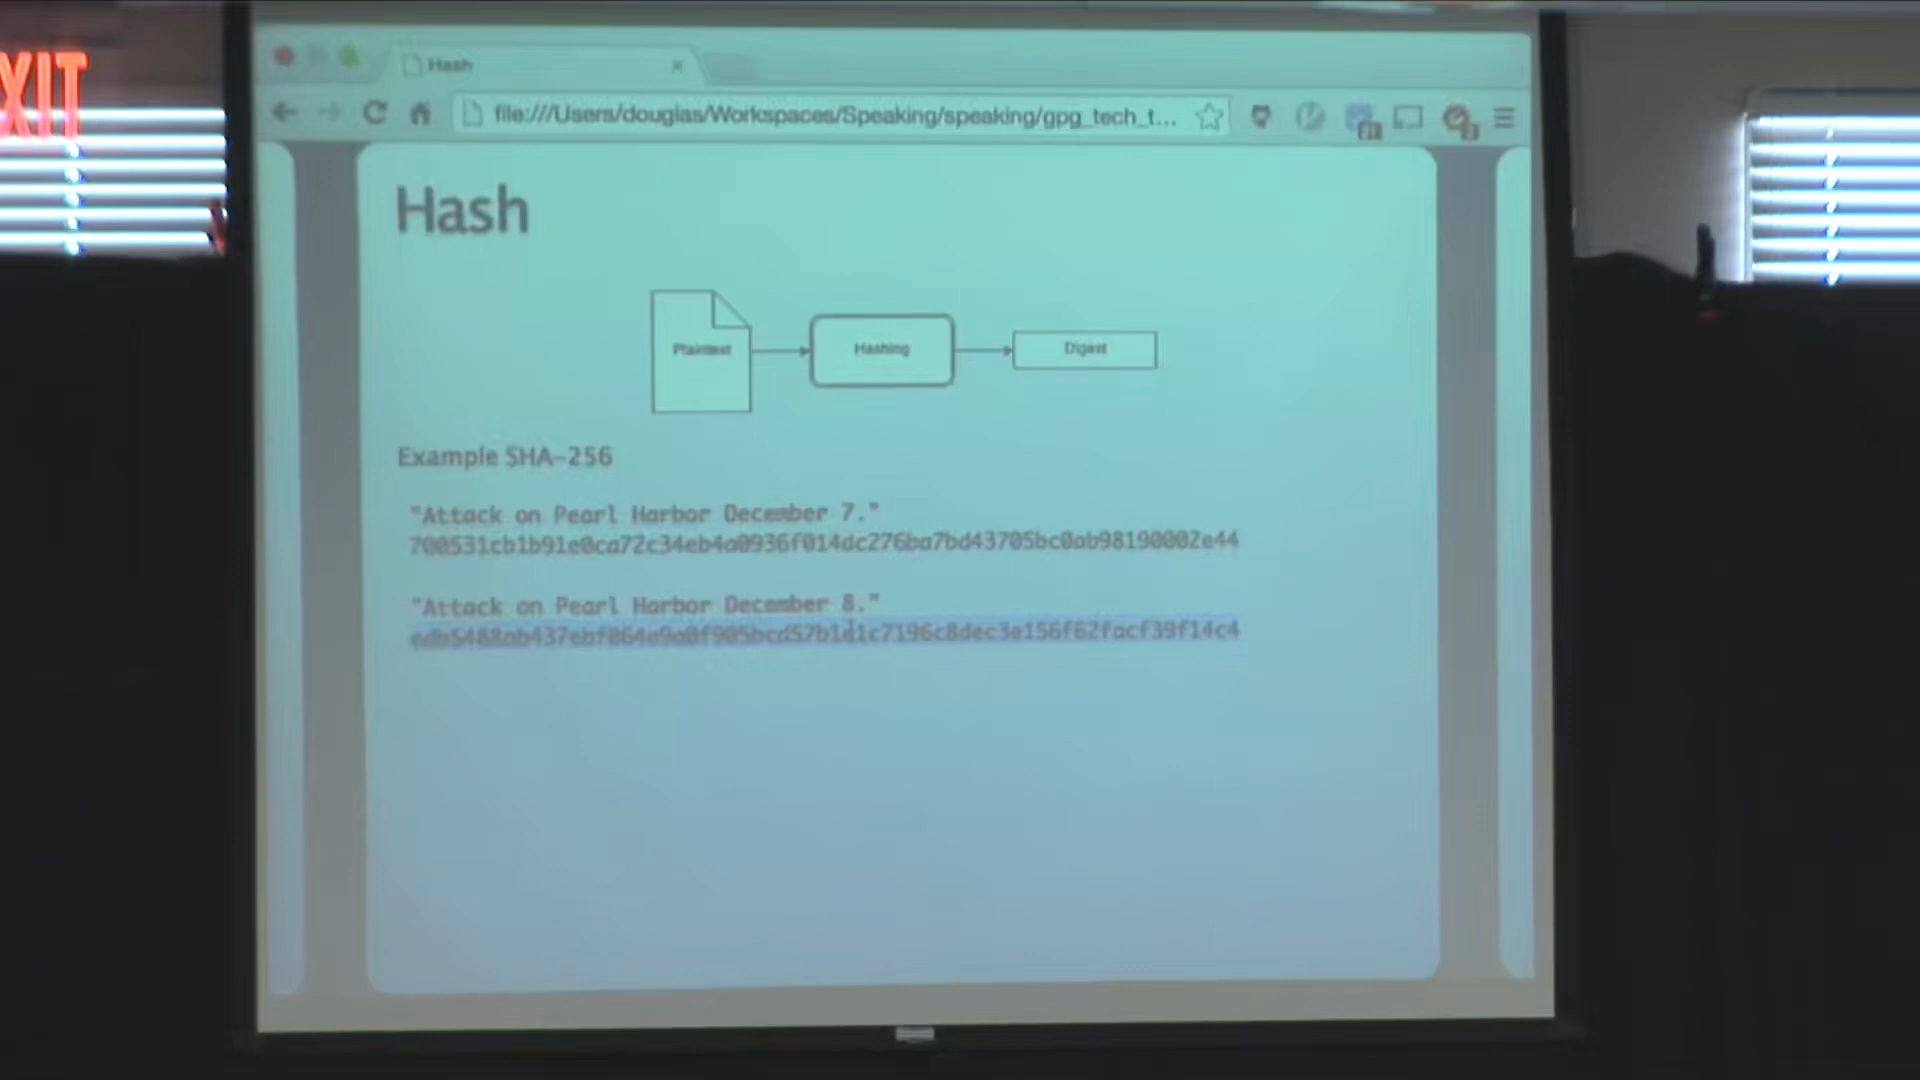 XIT
Hash
file:///Users/douglas/Workspaces/Speaking/speaking/gpg_tech_t...
Hash
Plaintext
Hashing
Digest
Example SHA-256
"Attack on Pearl Harbor December 7."
700531cb1b91e0ca72c34eb4a0936f014dc276ba7bd43705bc0ab98190002e44
"Attack on Pearl Harbor December 8."